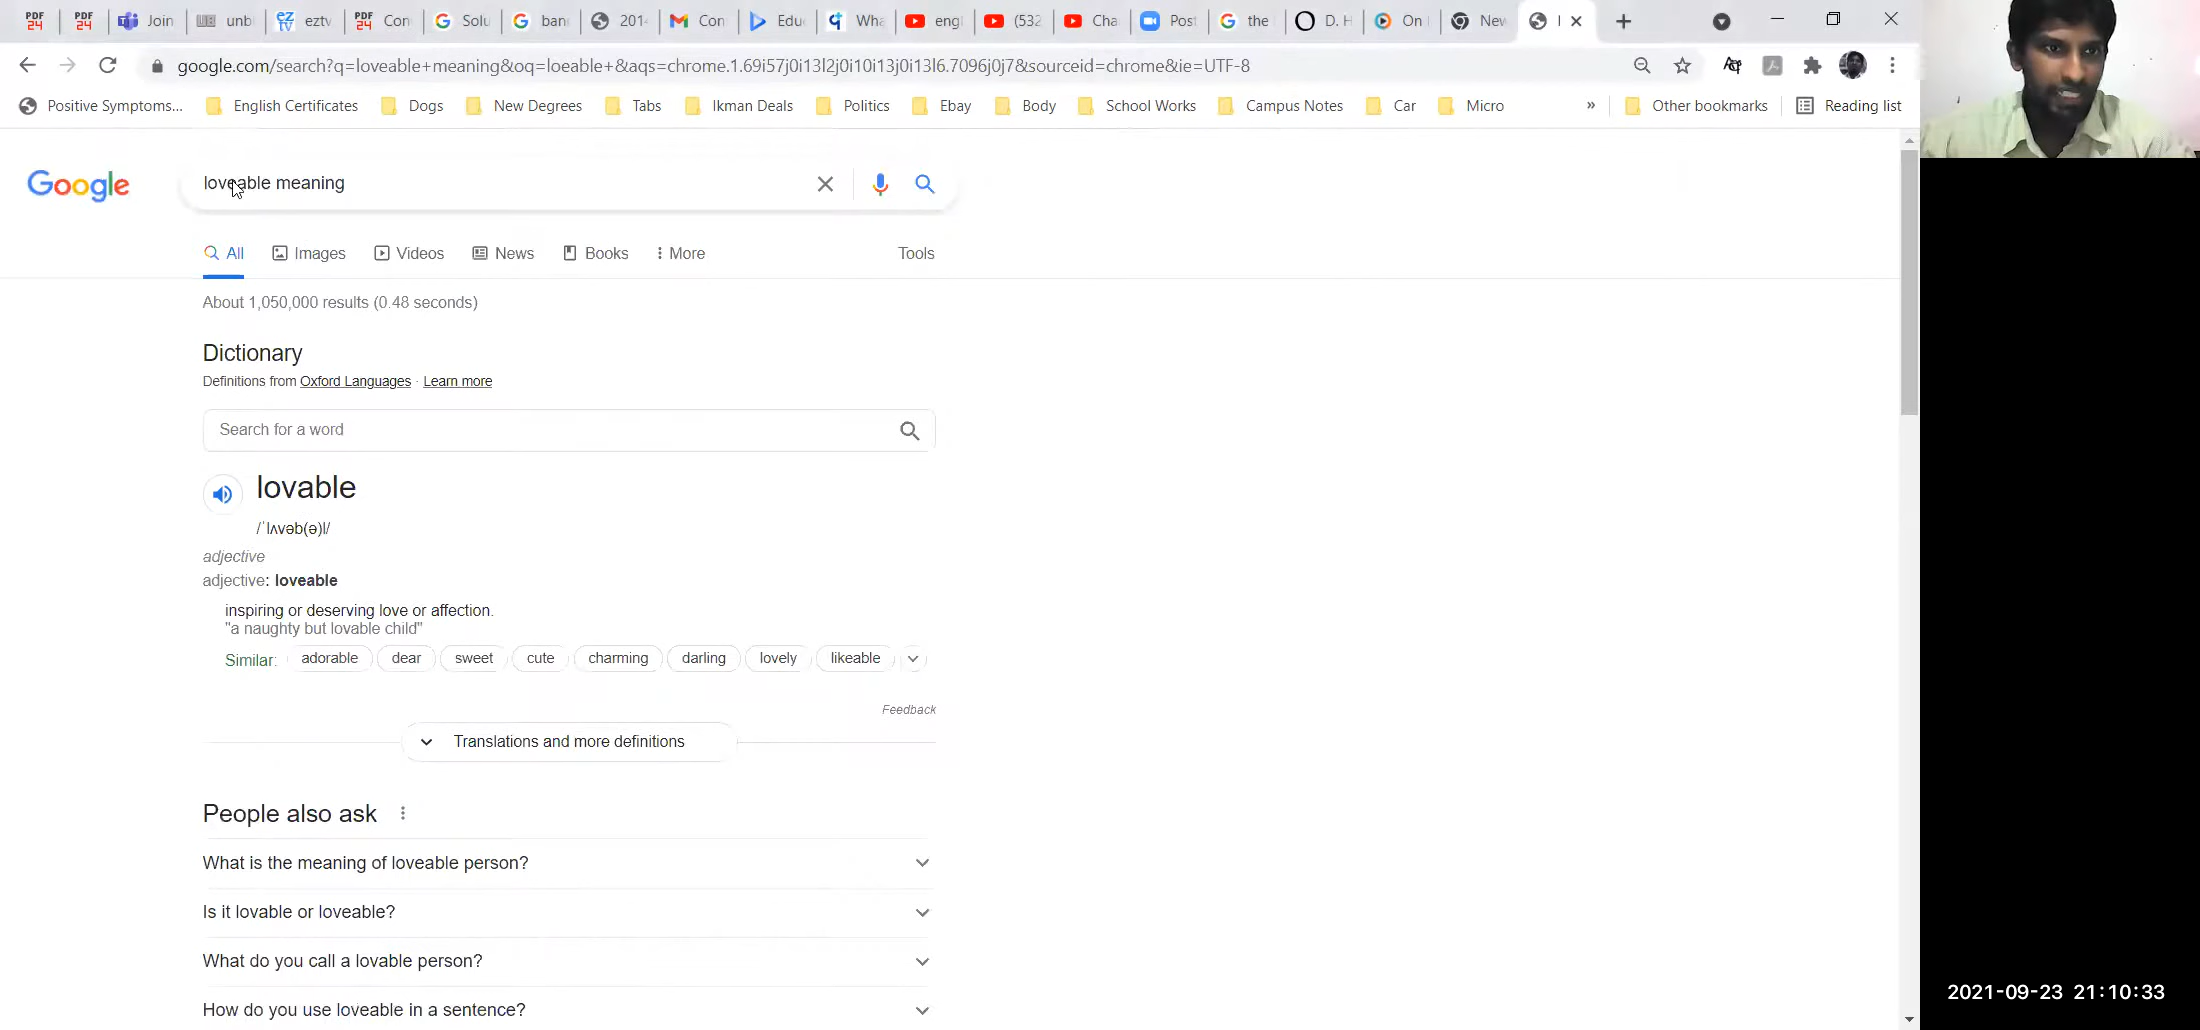 PDF 24 PDF 24 Join unb eztv PDF 24 Con Solu ban 2014 Con Edu Wha engl (532 Cha Post the D. H On New
google.com/search?q=loveable+meaning&oq=loeable+&aqs=chrome.1.69i57j0i13l2j0i10i13j0i13l6.7096j0j7&sourceid=chrome&ie=UTF-8
Positive Symptoms... English Certificates Dogs New Degrees Tabs Ikman Deals Politics Ebay Body School Works Campus Notes Car Micro » Other bookmarks Reading list
Google loveable meaning
All Images Videos News Books More Tools
About 1,050,000 results (0.48 seconds)
Dictionary
Definitions from Oxford Languages · Learn more
Search for a word
lovable
/ˈlʌvəb(ə)l/
adjective
adjective: loveable
inspiring or deserving love or affection.
"a naughty but lovable child"
Similar: adorable dear sweet cute charming darling lovely likeable
Feedback
Translations and more definitions
People also ask
What is the meaning of loveable person?
Is it lovable or loveable?
What do you call a lovable person?
How do you use loveable in a sentence?
2021-09-23 21:10:33